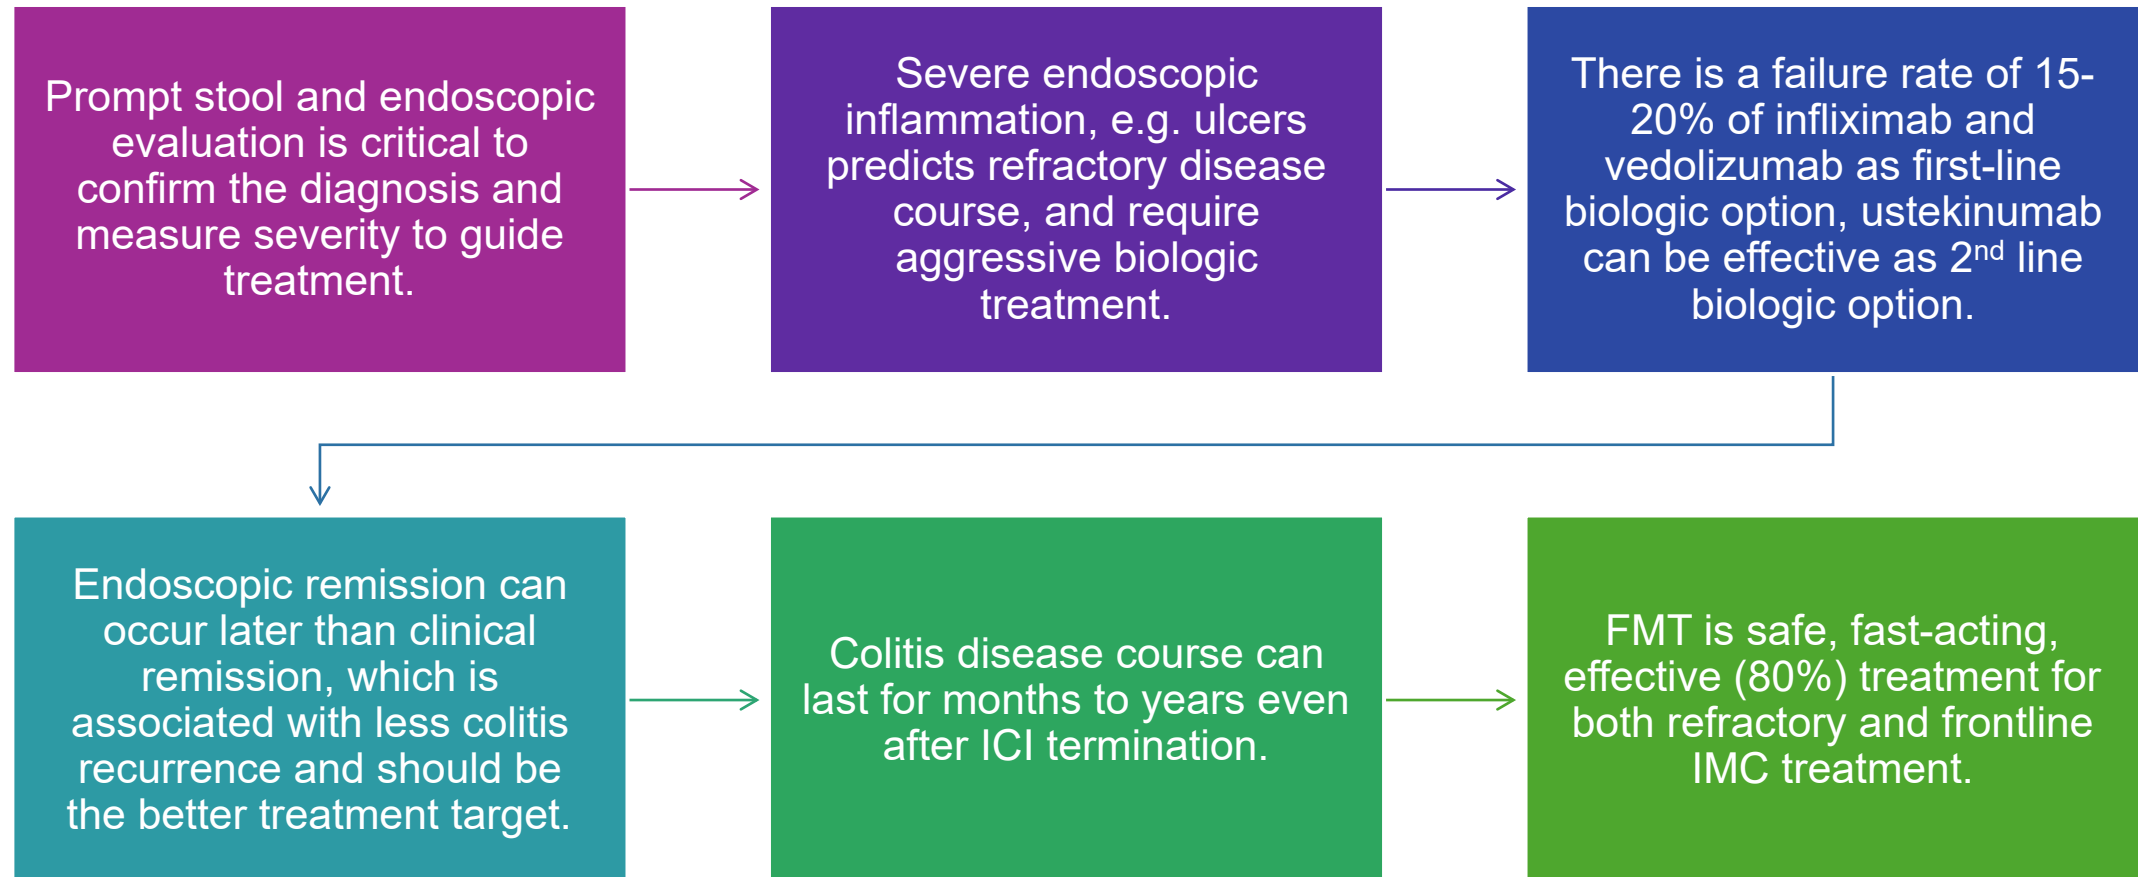 Prompt stool and endoscopic
evaluation is critical to
confirm the diagnosis and
measure severity to guide
treatment.
Severe endoscopic
inflammation, e.g. ulcers
predicts refractory disease
course, and require
aggressive biologic
treatment.
There is a failure rate of 15-
20% of infliximab and
vedolizumab as first-line
biologic option, ustekinumab
can be effective as 2nd line
biologic option.
Endoscopic remission can
occur later than clinical
remission, which is
associated with less colitis
recurrence and should be
the better treatment target.
Colitis disease course can
last for months to years even
after ICI termination.
FMT is safe, fast-acting,
effective (80%) treatment for
both refractory and frontline
IMC treatment.